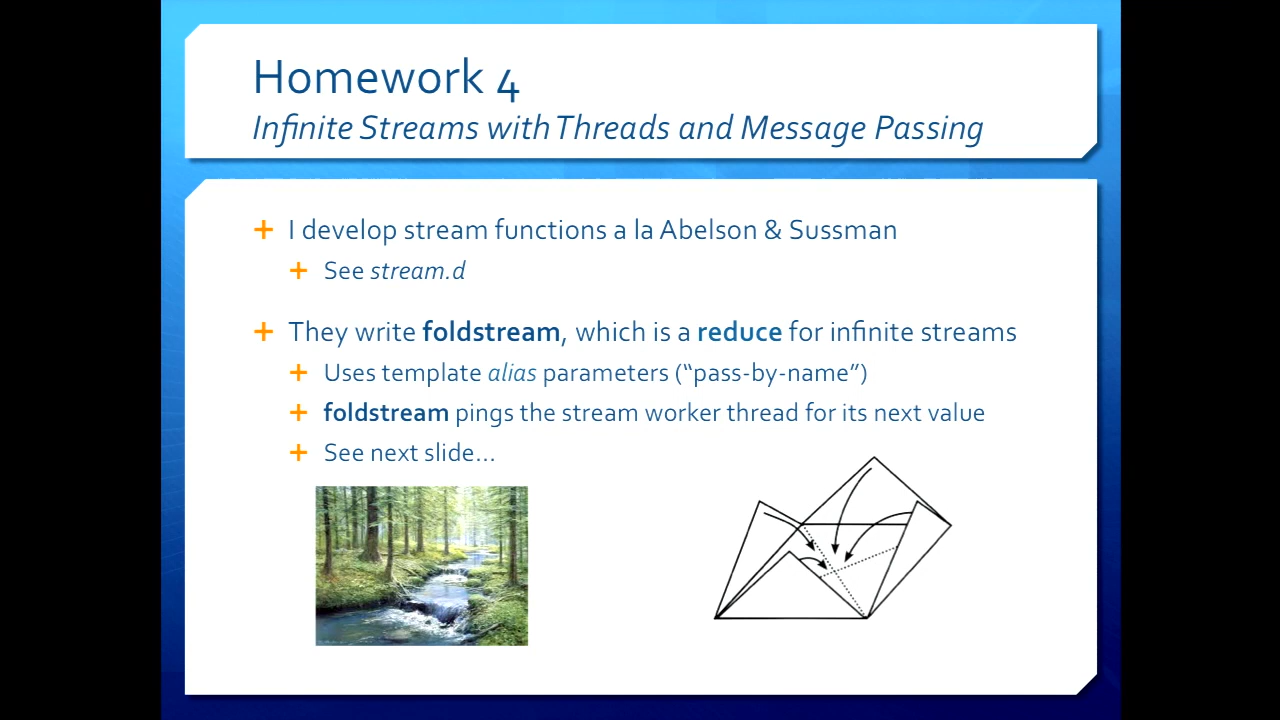 Homework 4
Infinite Streams with Threads and Message Passing
I develop stream functions a la Abelson & Sussman
See stream.d
They write foldstream, which is a reduce for infinite streams
Uses template alias parameters (“pass-by-name”)
foldstream pings the stream worker thread for its next value
See next slide…